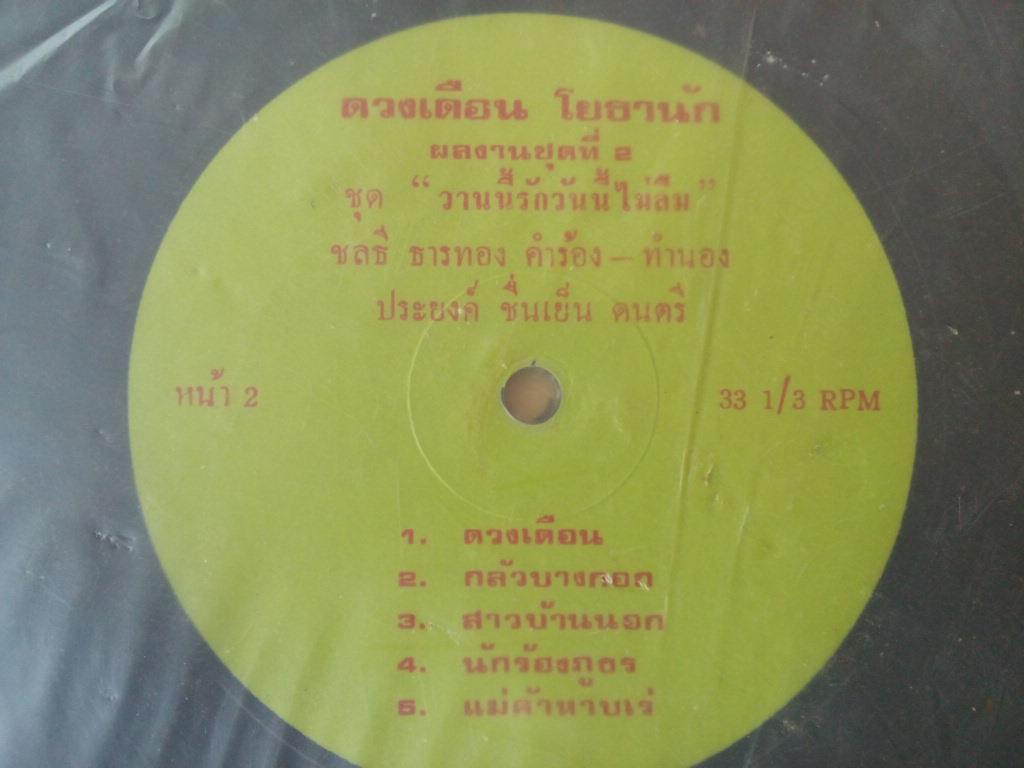 ดวงเดือน โยธานัก
ผลงานชุดที่ 2
ชุด “วานนี้รักวันนี้ไม่ลืม”
ชลธี ธารทอง คำร้อง – ทำนอง
ประยงค์ ชื่นเย็น ดนตรี
หน้า 2
33 1/3 RPM
1. ดวงเดือน
2. กลัวบางกอก
3. สาวบ้านนอก
4. นักร้องภูธร
5. แม่ค้าหาบเร่